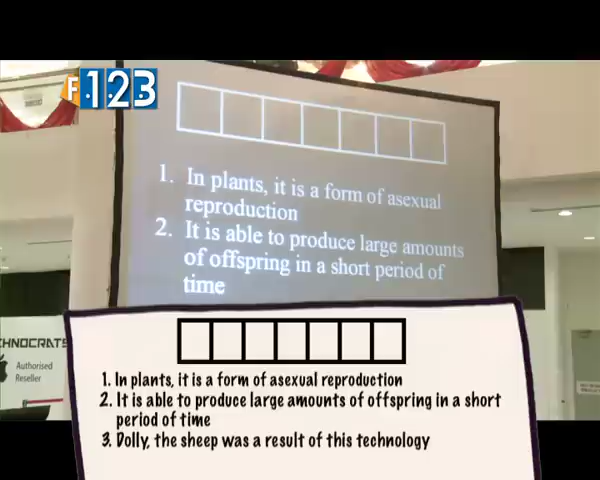 F 123
1. In plants, it is a form of asexual
reproduction
2. It is able to produce large amounts
of offspring in a short period of
time
CHNOCRATS
Authorised
Reseller
1. In plants, it is a form of asexual reproduction
2. It is able to produce large amounts of offspring in a short
period of time
3. Dolly, the sheep was a result of this technology